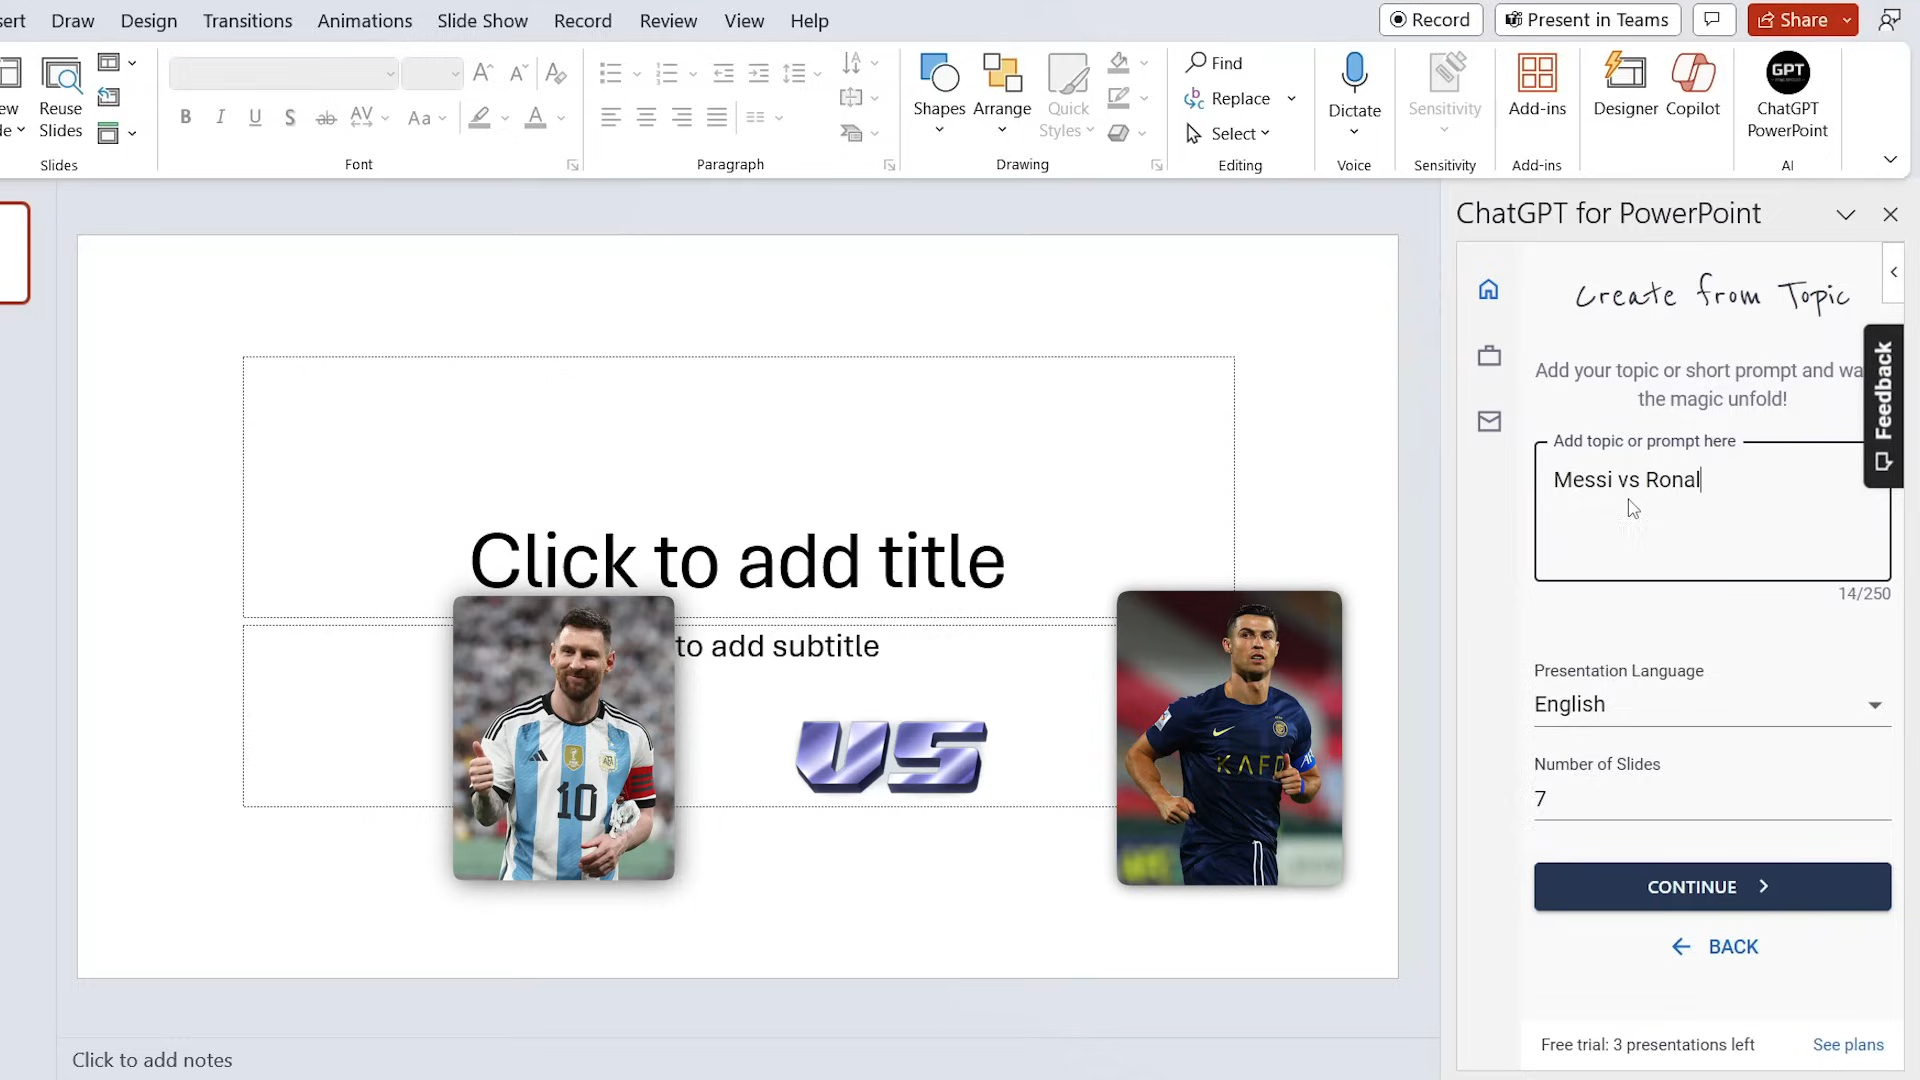 ert Draw Design Transitions Animations Slide Show Record Review View Help
Record Present in Teams Share
Find
Replace
Select
ew
de
Reuse
Slides
B I U S ab AV Aa A
Shapes Arrange Quick
Styles
Dictate Sensitivity Add-ins Designer Copilot
GPT
ChatGPT
PowerPoint
Slides Font Paragraph Drawing Editing Voice Sensitivity Add-ins AI
ChatGPT for PowerPoint
Create from Topic
Add your topic or short prompt and wa
the magic unfold!
Feedback
Add topic or prompt here
Messi vs Ronal
14/250
Click to add title
to add subtitle
VS
10
KAFD
Presentation Language
English
Number of Slides
7
CONTINUE
BACK
Free trial: 3 presentations left See plans
Click to add notes